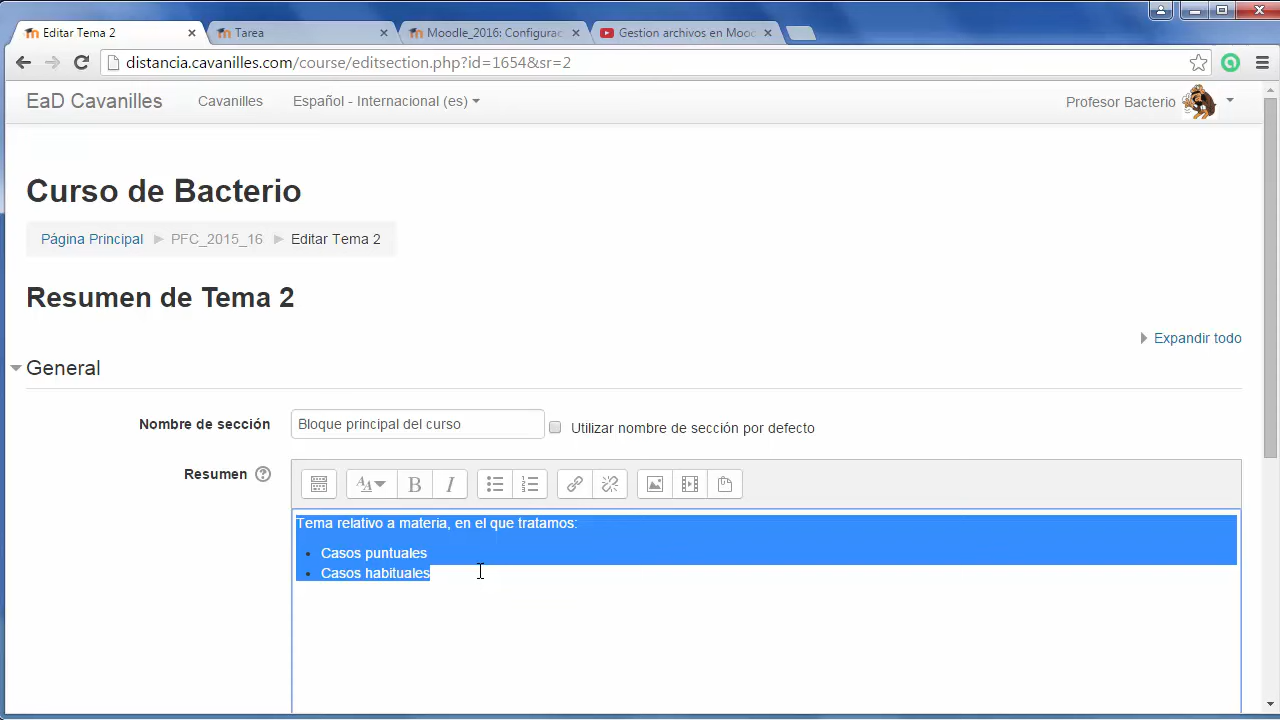 Editar Tema 2
Tarea
Moodle_2016: Configurac
Gestion archivos en Mooc
distancia.cavanilles.com/course/editsection.php?id=1654&sr=2
EaD Cavanilles
Cavanilles
Español - Internacional (es)
Profesor Bacterio
Curso de Bacterio
Página Principal
PFC_2015_16
Editar Tema 2
Resumen de Tema 2
Expandir todo
General
Nombre de sección
Bloque principal del curso
Utilizar nombre de sección por defecto
Resumen
Tema relativo a materia, en el que tratamos:
• Casos puntuales
• Casos habituales